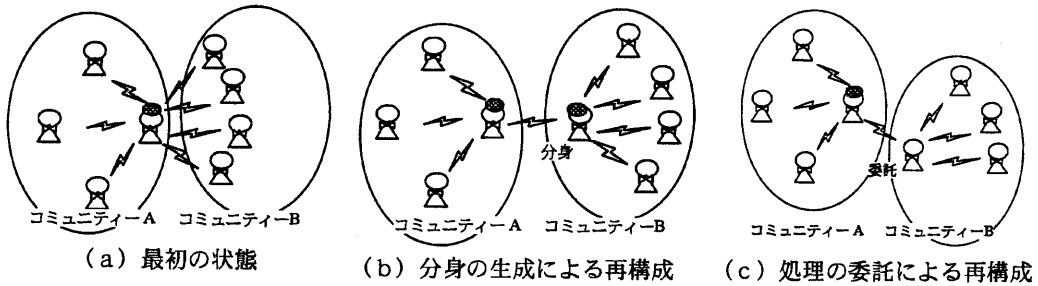 コミュニティーA
コミュニティーB
(a) 最初の状態
分身
コミュニティーA
コミュニティーB
(b) 分身の生成による再構成
委託
コミュニティーA
コミュニティーB
(c) 処理の委託による再構成